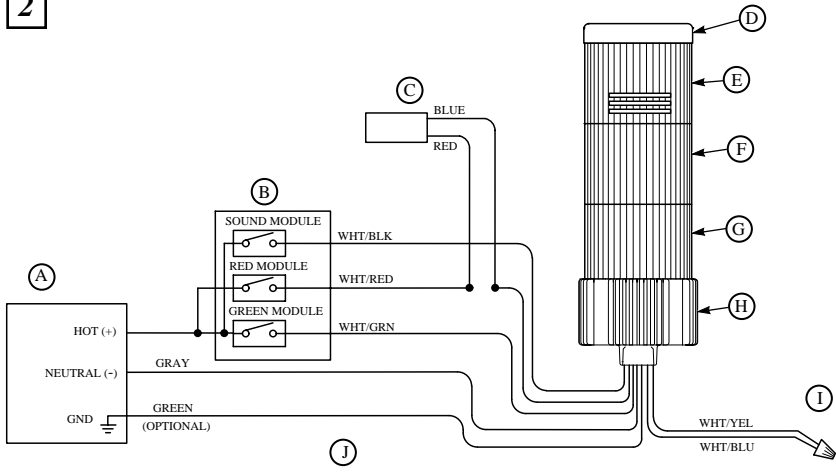 2
D
E
C
BLUE
RED
F
B
SOUND MODULE
WHT/BLK
G
A
RED MODULE
WHT/RED
H
GREEN MODULE
WHT/GRN
HOT (+)
NEUTRAL (-)
GRAY
GND
GREEN
(OPTIONAL)
I
WHT/YEL
WHT/BLU
J